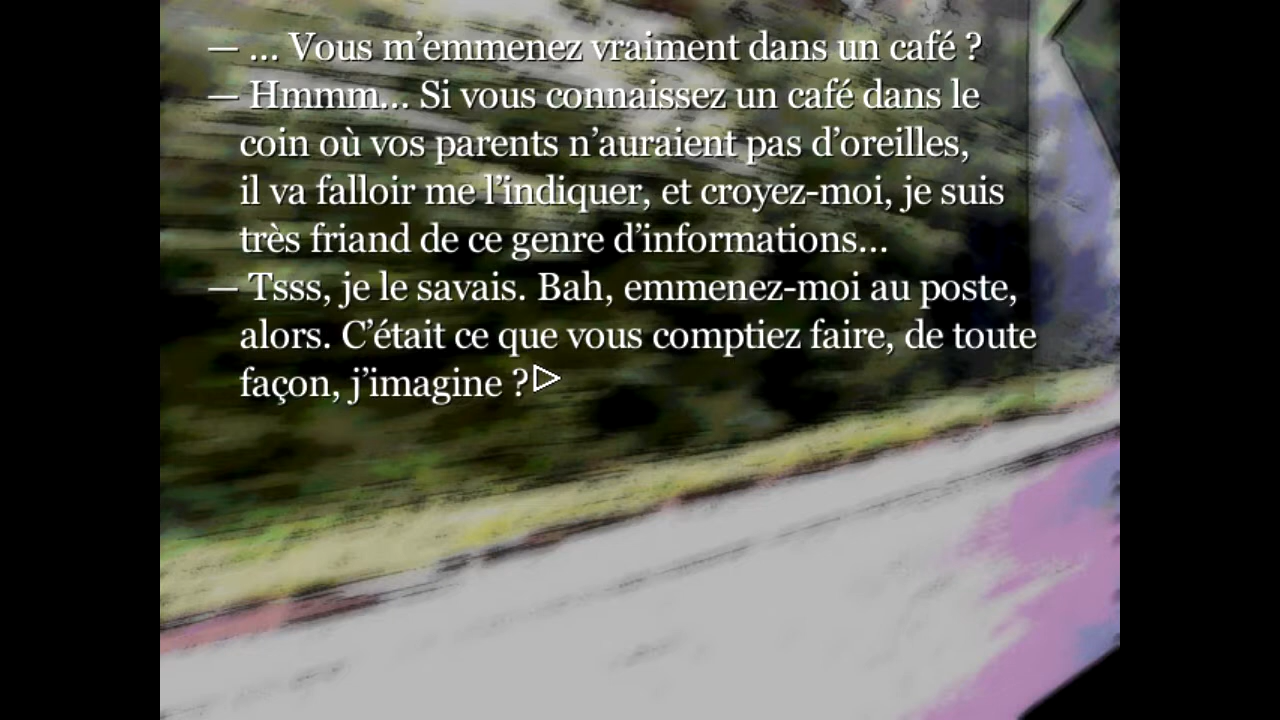 — ... Vous m’emmenez vraiment dans un café ?
— Hmmm... Si vous connaissez un café dans le
coin où vos parents n’auraient pas d’oreilles,
il va falloir me l’indiquer, et croyez-moi, je suis
très friand de ce genre d’informations...
— Tsss, je le savais. Bah, emmenez-moi au poste,
alors. C’était ce que vous comptiez faire, de toute
façon, j’imagine ?